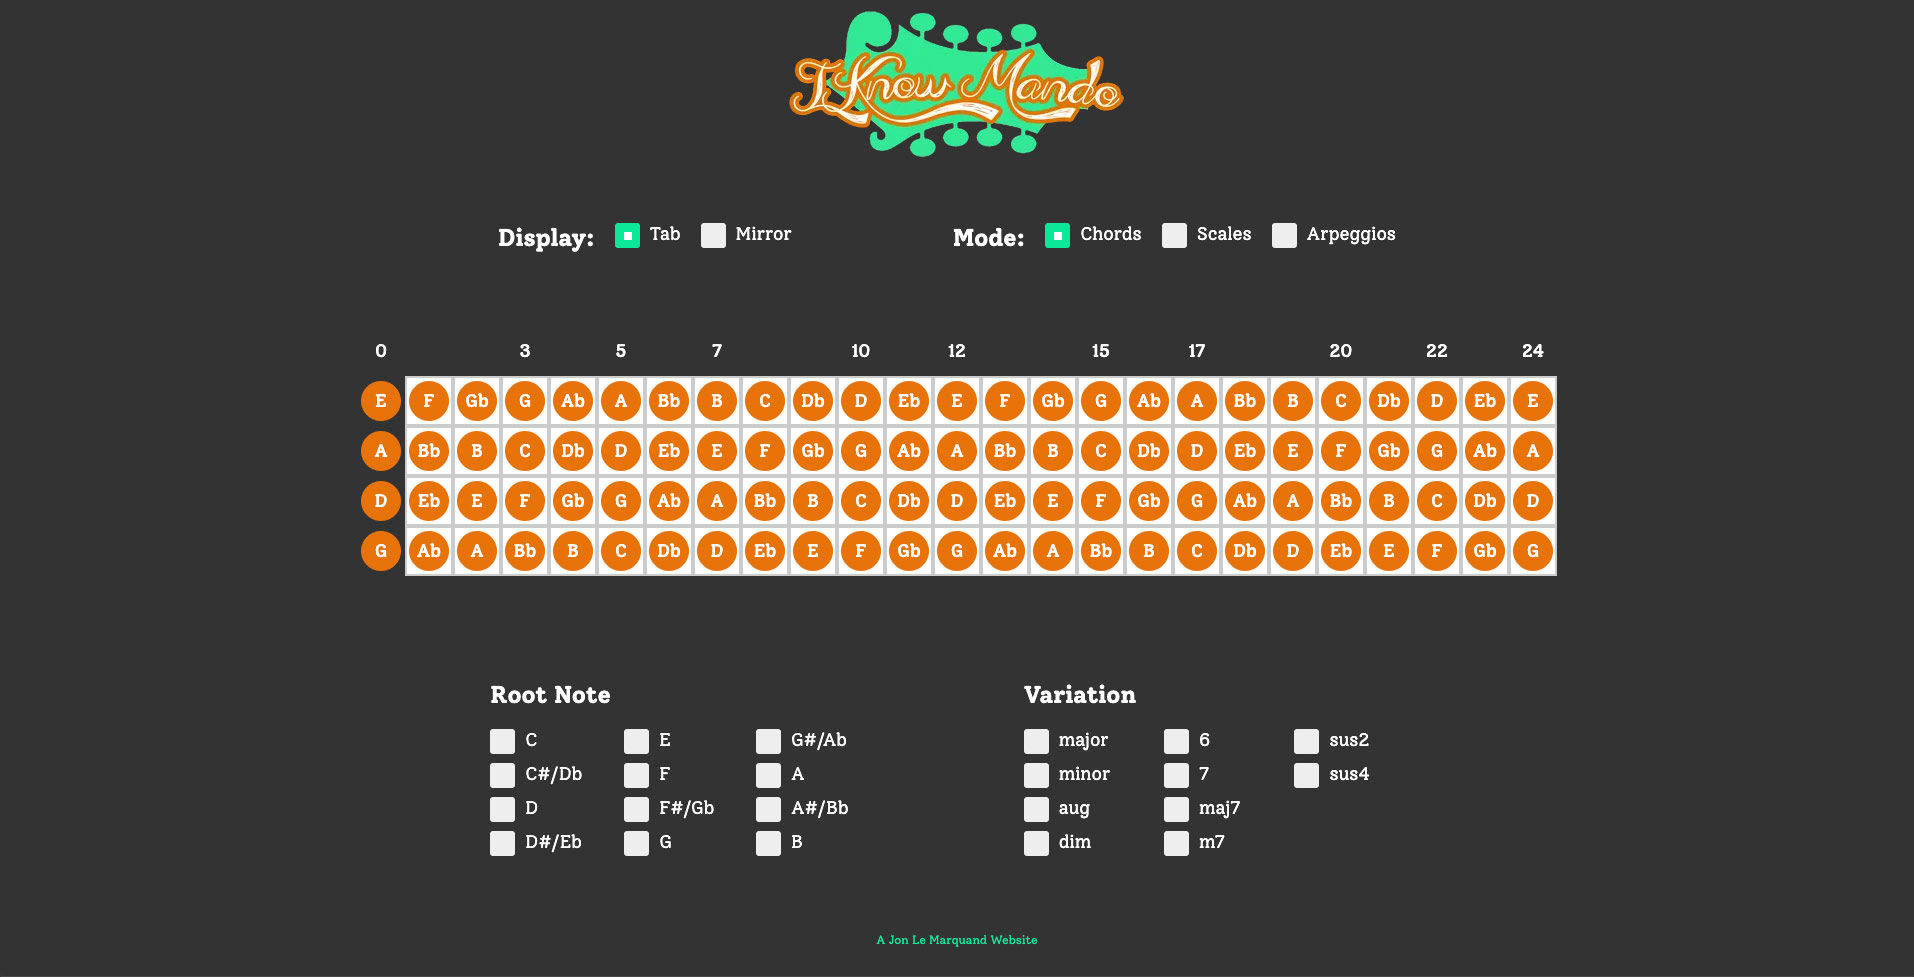 I Know Mando
Display: Tab Mirror Mode: Chords Scales Arpeggios
0 3 5 7 10 12 15 17 20 22 24
E F Gb G Ab A Bb B C Db D Eb E F Gb G Ab A Bb B C Db D Eb E
A Bb B C Db D Eb E F Gb G Ab A Bb B C Db D Eb E F Gb G Ab A
D Eb E F Gb G Ab A Bb B C Db D Eb E F Gb G Ab A Bb B C Db D
G Ab A Bb B C Db D Eb E F Gb G Ab A Bb B C Db D Eb E F Gb G
Root Note
C E G#/Ab
C#/Db F A
D F#/Gb A#/Bb
D#/Eb G B
Variation
major 6 sus2
minor 7 sus4
aug maj7
dim m7
A Jon Le Marquand Website